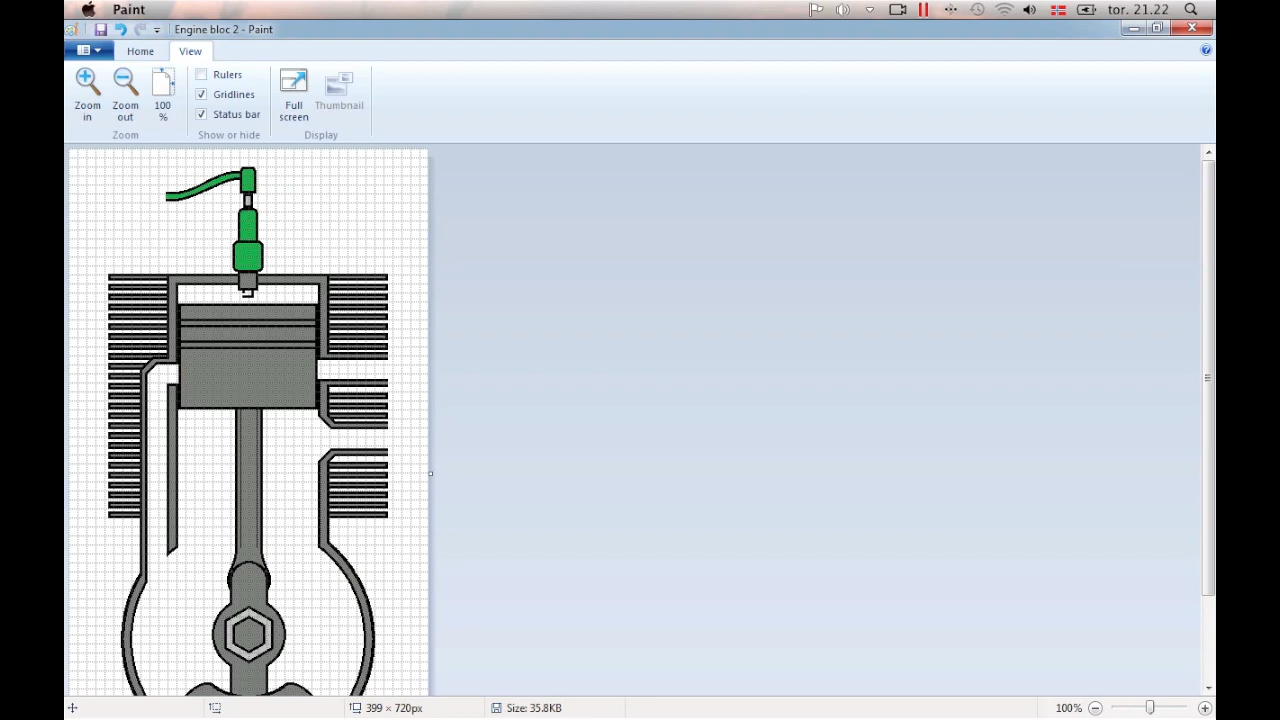 Paint
tor. 21.22
Engine bloc 2 - Paint
Home
View
Zoom in
Zoom out
100 %
Rulers
Gridlines
Status bar
Full screen
Thumbnail
Zoom
Show or hide
Display
399 × 720px
Size: 35.8KB
100%